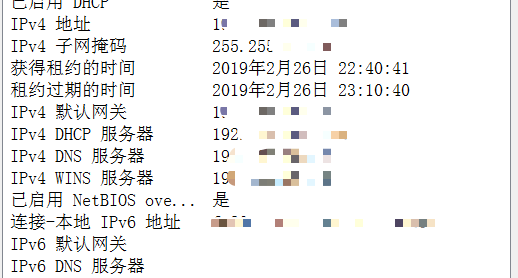 已启用 DHCP 是
IPv4 地址
IPv4 子网掩码 255.255
获得租约的时间 2019年2月26日 22:40:41
租约过期的时间 2019年2月26日 23:10:40
IPv4 默认网关
IPv4 DHCP 服务器 192.
IPv4 DNS 服务器 19
IPv4 WINS 服务器 19
已启用 NetBIOS ove... 是
连接-本地 IPv6 地址
IPv6 默认网关
IPv6 DNS 服务器